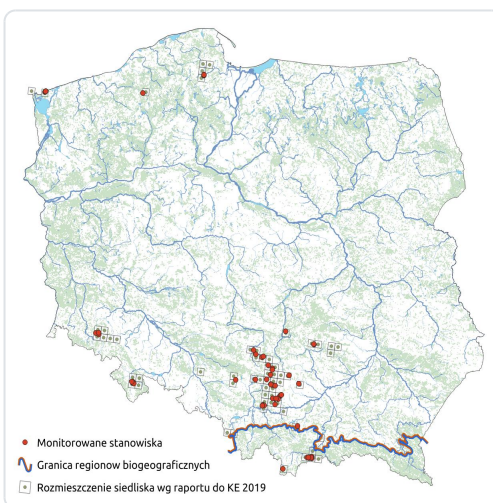 Monitorowane stanowiska
Granica regionow biogeograficznych
Rozmieszczenie siedliska wg raportu do KE 2019